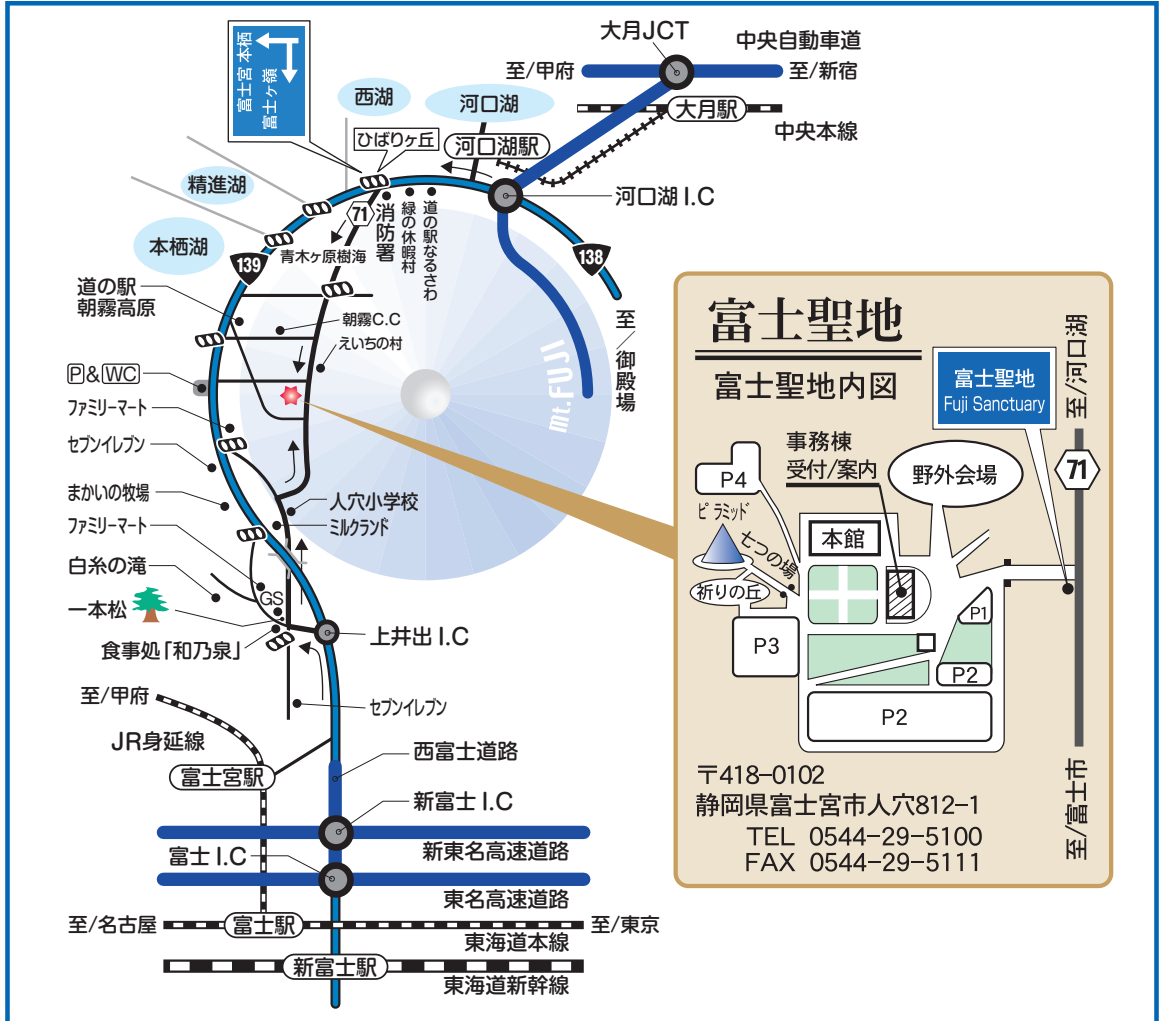 大月JCT
中央自動車道
至/甲府
至/新宿
富士宮 本栖
富士ヶ嶺
西湖
河口湖
大月駅
中央本線
ひばりヶ丘
河口湖駅
精進湖
河口湖 I.C
71
消防署
緑の休暇村
道の駅なるさわ
本栖湖
139
青木ヶ原樹海
138
道の駅
朝霧高原
朝霧C.C
えいちの村
至/御殿場
Mt.FUJI
P&WC
ファミリーマート
セブンイレブン
まかいの牧場
人穴小学校
ファミリーマート
ミルクランド
白糸の滝
GS
一本松
上井出 I.C
食事処「和乃泉」
至/甲府
セブンイレブン
JR身延線
西富士道路
富士宮駅
新富士 I.C
新東名高速道路
富士 I.C
東名高速道路
至/名古屋
富士駅
至/東京
東海道本線
新富士駅
東海道新幹線
富士聖地
富士聖地内図
富士聖地
Fuji Sanctuary
至/河口湖
71
事務棟
受付/案内
野外会場
P4
ピラミッド
七つの場
本館
祈りの丘
P1
P3
P2
P2
至/富士市
〒418-0102
静岡県富士宮市人穴812-1
TEL 0544-29-5100
FAX 0544-29-5111